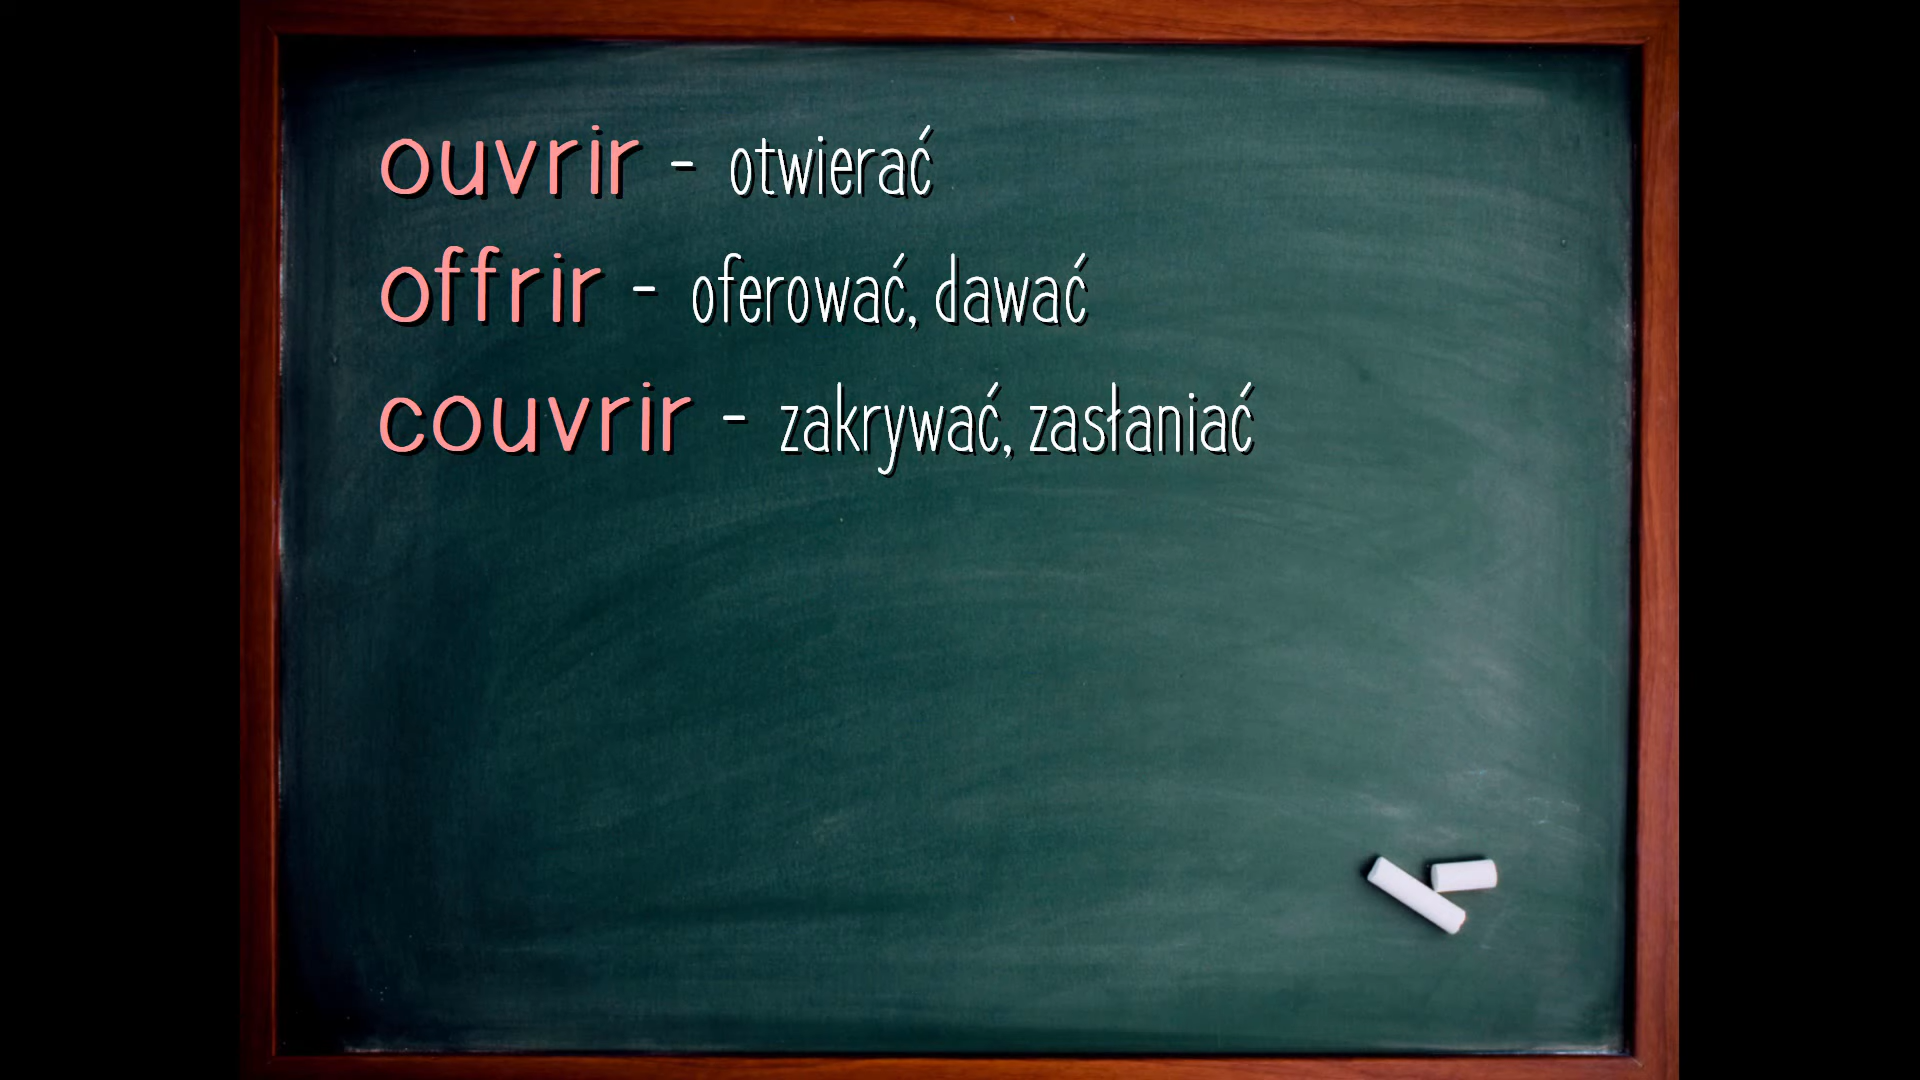 ouvrir - otwierać
offrir - oferować, dawać
couvrir - zakrywać, zasłaniać